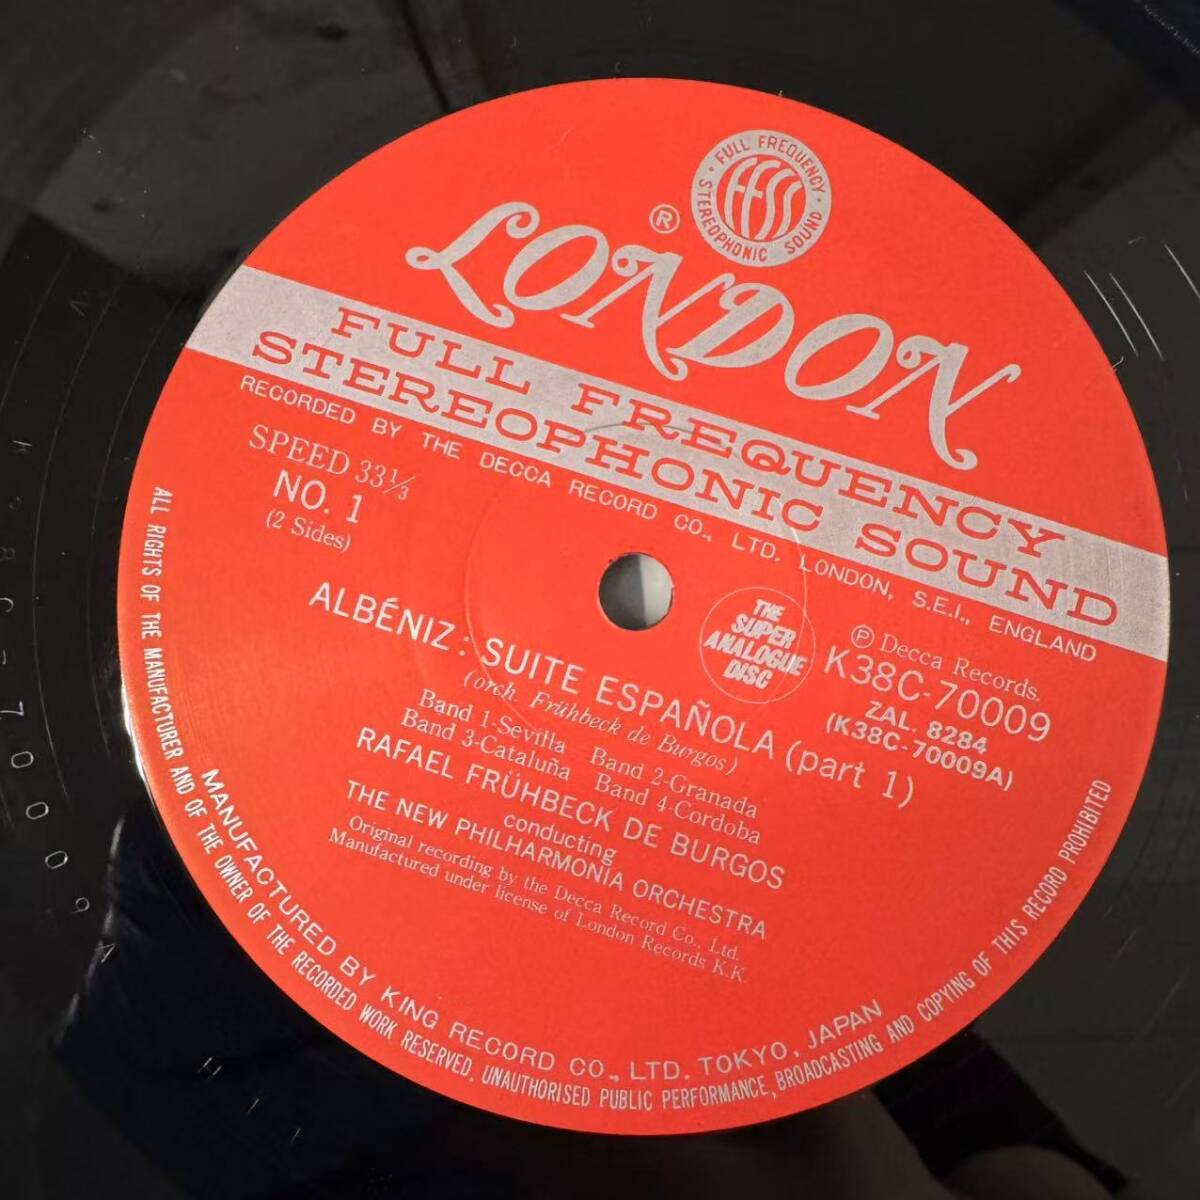 FULL FREQUENCY
FFSS
STEREOPHONIC SOUND
®
LONDON
FULL FREQUENCY
STEREOPHONIC SOUND
RECORDED BY THE DECCA RECORD CO., LTD. LONDON, S.E.I., ENGLAND
SPEED 33⅓
NO. 1
(2 Sides)
THE
SUPER
ANALOGUE
DISC
Ⓟ Decca Records.
K38C-70009
ZAL. 8284
(K38C-70009A)
ALBÉNIZ : SUITE ESPAÑOLA (part 1)
(orch. Frühbeck de Burgos)
Band 1-Sevilla Band 2-Granada
Band 3-Cataluña Band 4-Cordoba
RAFAEL FRÜHBECK DE BURGOS
conducting
THE NEW PHILHARMONIA ORCHESTRA
Original recording by the Decca Record Co., Ltd.
Manufactured under license of London Records K.K.
MANUFACTURED BY KING RECORD CO., LTD. TOKYO, JAPAN
ALL RIGHTS OF THE MANUFACTURER AND OF THE OWNER OF THE RECORDED WORK RESERVED. UNAUTHORISED PUBLIC PERFORMANCE, BROADCASTING AND COPYING OF THIS RECORD PROHIBITED